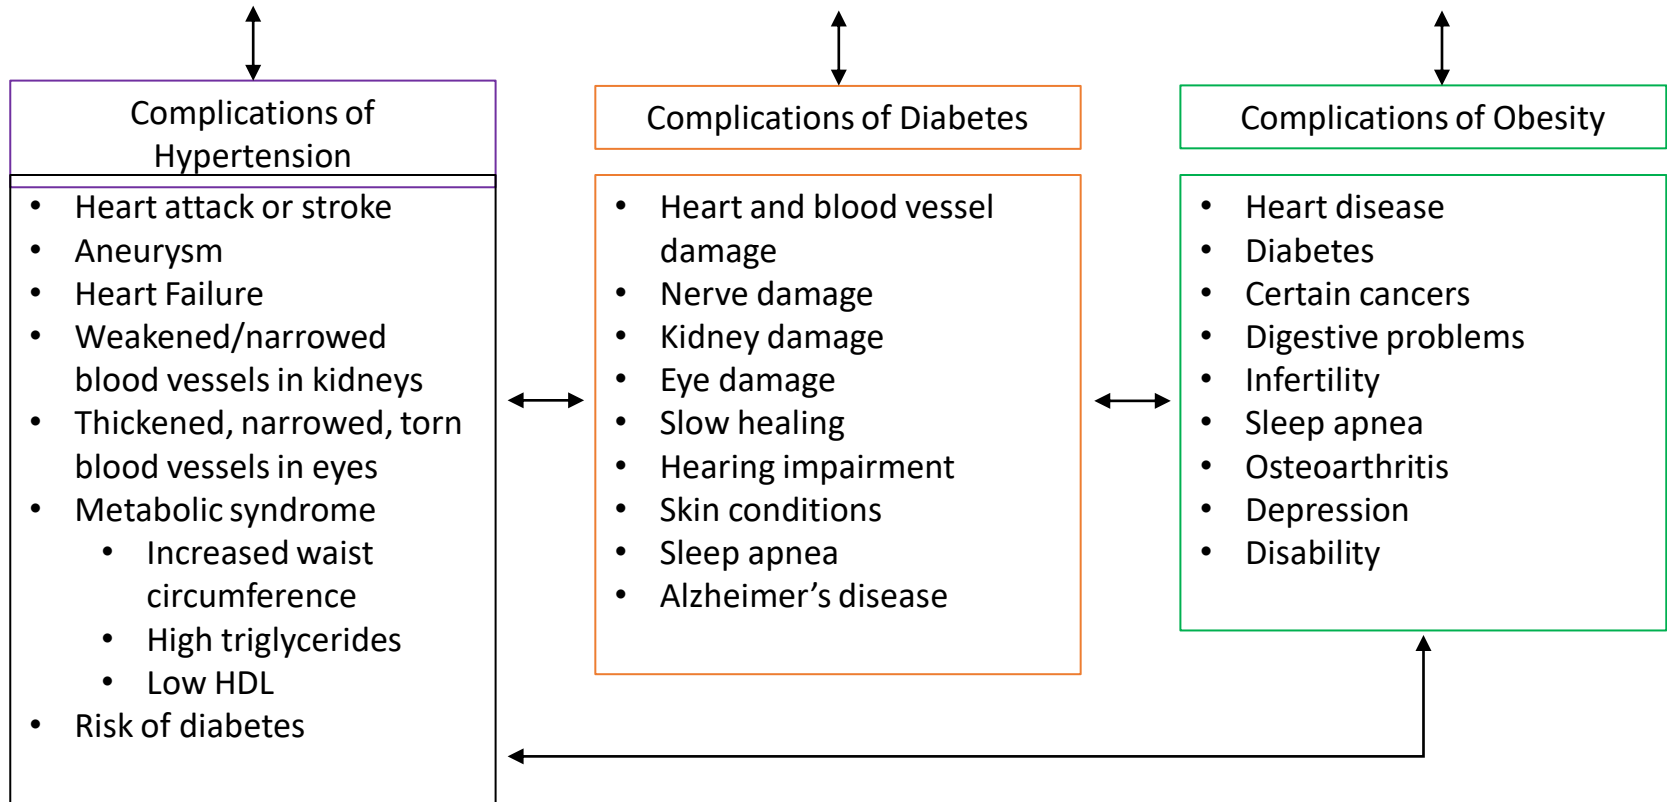 Complications of
Hypertension
• Heart attack or stroke
• Aneurysm
• Heart Failure
• Weakened/narrowed
blood vessels in kidneys
• Thickened, narrowed, torn
blood vessels in eyes
• Metabolic syndrome
• Increased waist
circumference
• High triglycerides
• Low HDL
• Risk of diabetes
Complications of Diabetes
• Heart and blood vessel
damage
• Nerve damage
• Kidney damage
• Eye damage
• Slow healing
• Hearing impairment
• Skin conditions
• Sleep apnea
• Alzheimer’s disease
Complications of Obesity
• Heart disease
• Diabetes
• Certain cancers
• Digestive problems
• Infertility
• Sleep apnea
• Osteoarthritis
• Depression
• Disability